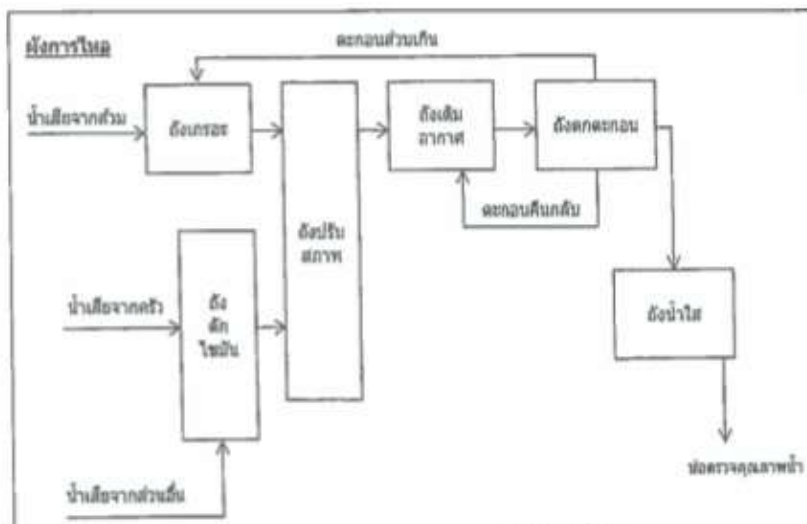 ผังการไหล
ตะกอนส่วนเกิน
น้ำเสียจากส้วม
ถังเกรอะ
ถังเติม
อากาศ
ถังตกตะกอน
ตะกอนคืนกลับ
ถังปรับ
สภาพ
น้ำเสียจากครัว
ถัง
ดัก
ไขมัน
ถังน้ำใส
น้ำเสียจากส่วนอื่น
บ่อตรวจคุณภาพน้ำ